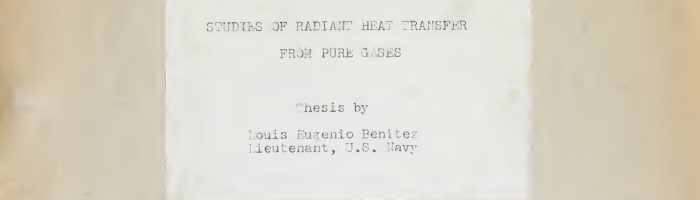 STUDIES OF RADIANT HEAT TRANSFER
FROM PURE GASES
Thesis by
Louis Eugenio Benitez
Lieutenant, U.S. Navy